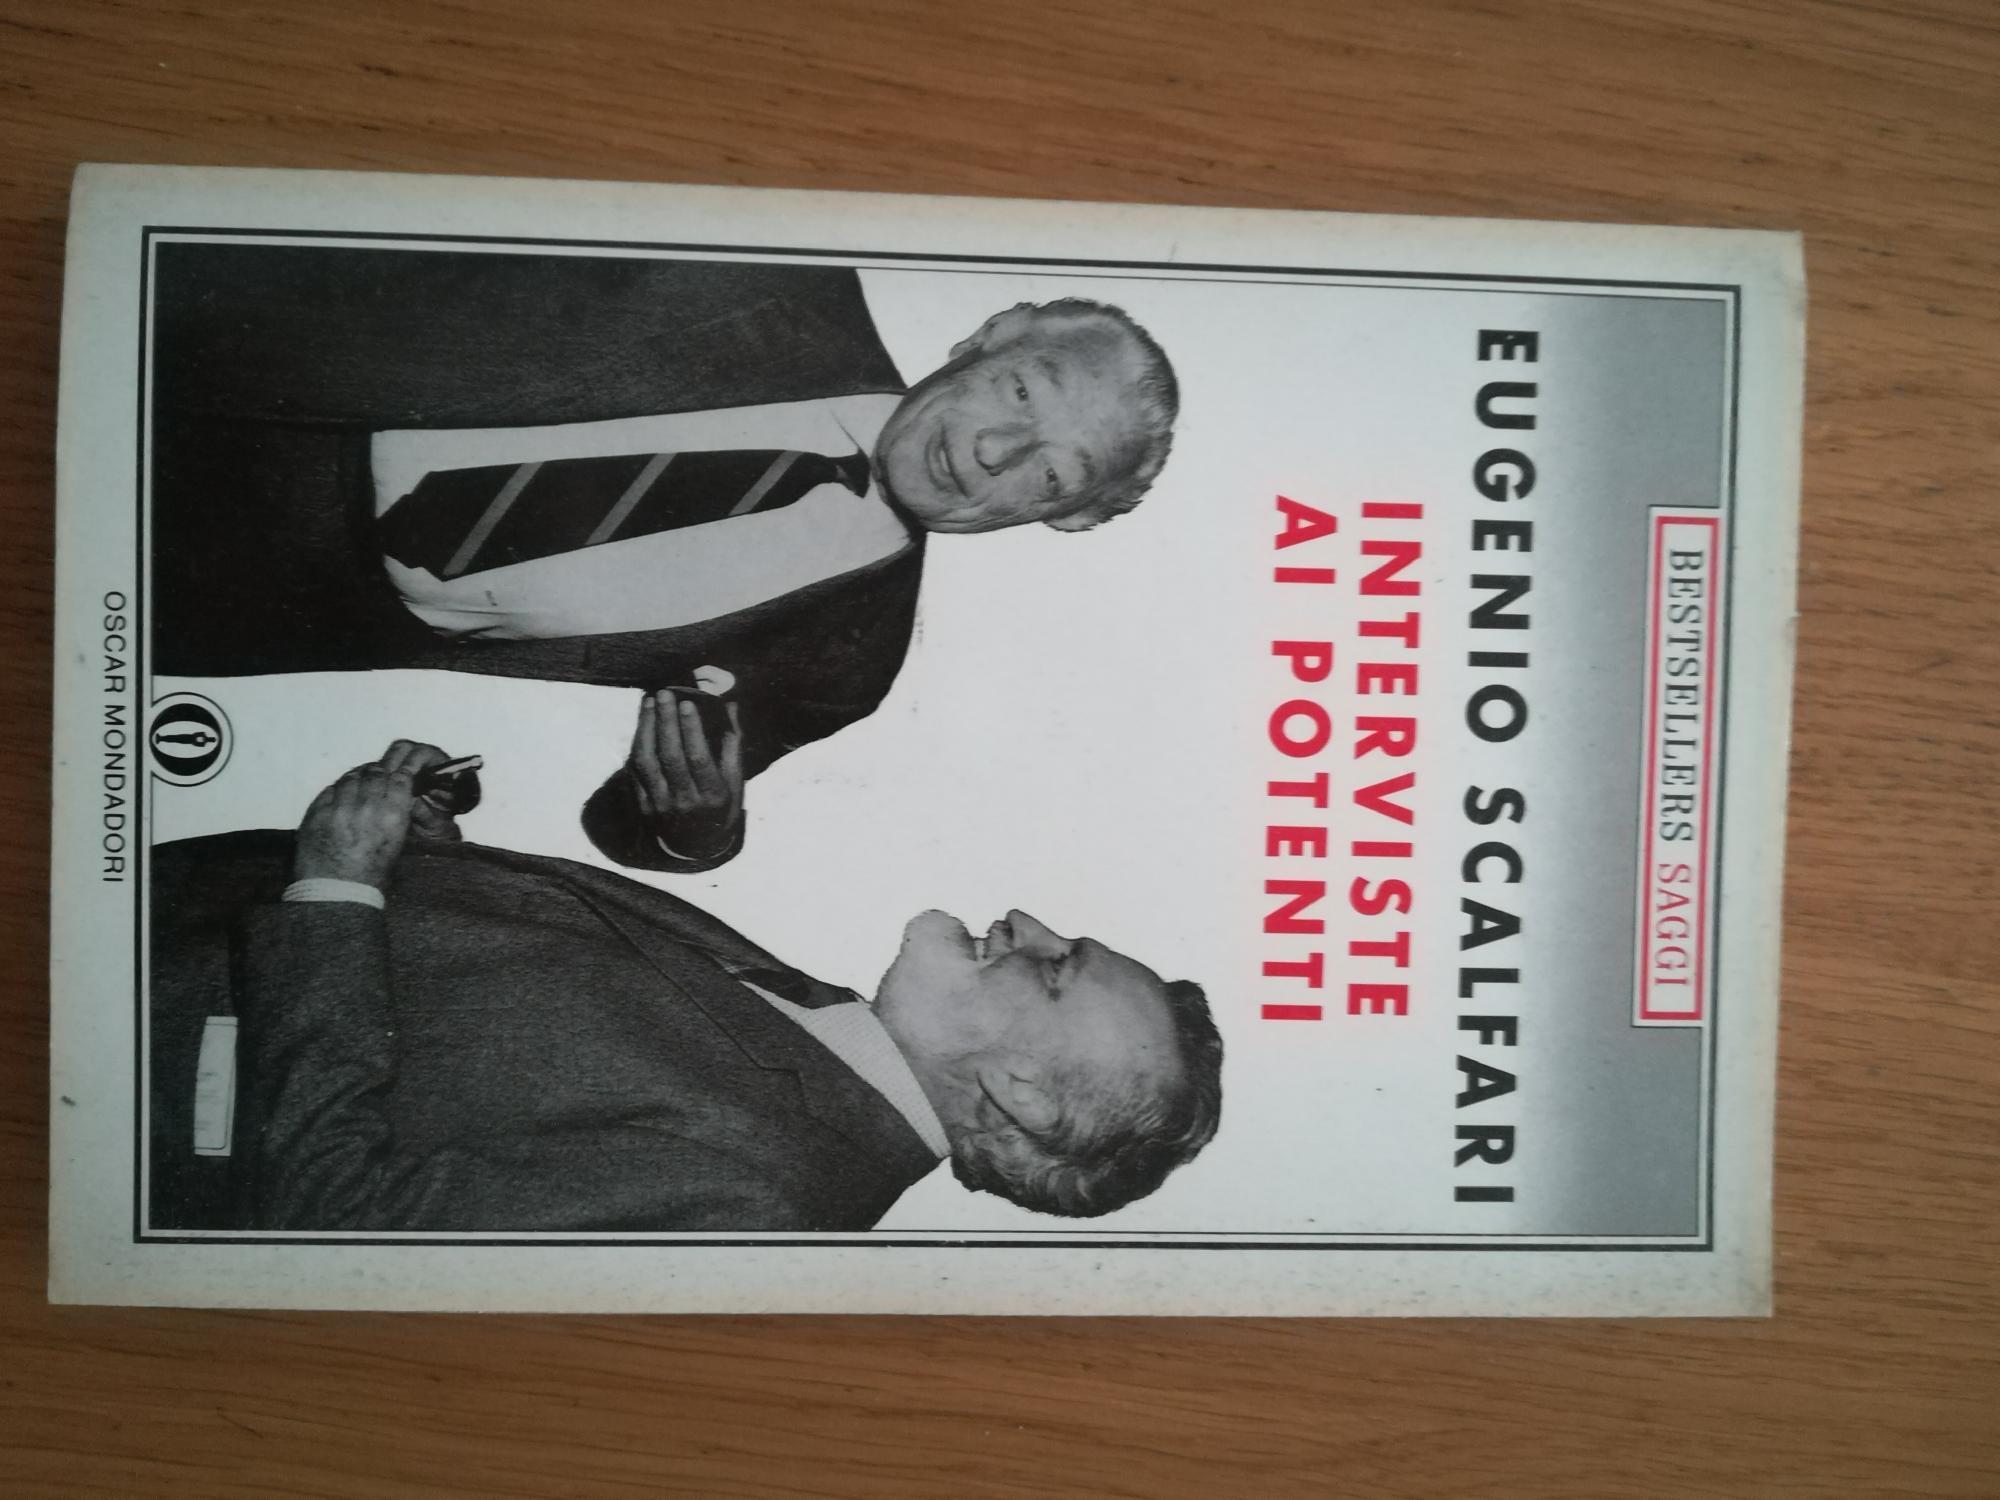 BESTSELLERS SAGGI
EUGENIO SCALFARI
INTERVISTE
AI POTENTI
OSCAR MONDADORI